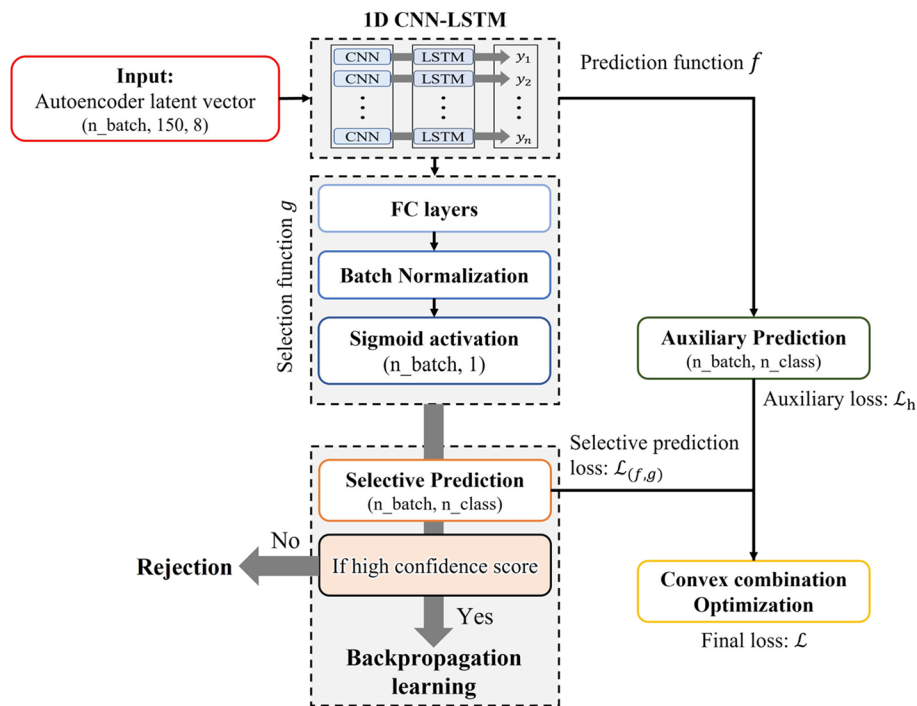 1D CNN-LSTM
Input:
Autoencoder latent vector
(n_batch, 150, 8)
CNN LSTM y₁
CNN LSTM y₂
⋮ ⋮ ⋮
CNN LSTM yₙ
Prediction function f
Selection function g
FC layers
Batch Normalization
Sigmoid activation
(n_batch, 1)
Auxiliary Prediction
(n_batch, n_class)
Auxiliary loss: ℒₕ
Selective prediction
loss: ℒ₍f,g₎
Selective Prediction
(n_batch, n_class)
If high confidence score
No
Rejection
Yes
Backpropagation
learning
Convex combination
Optimization
Final loss: ℒ